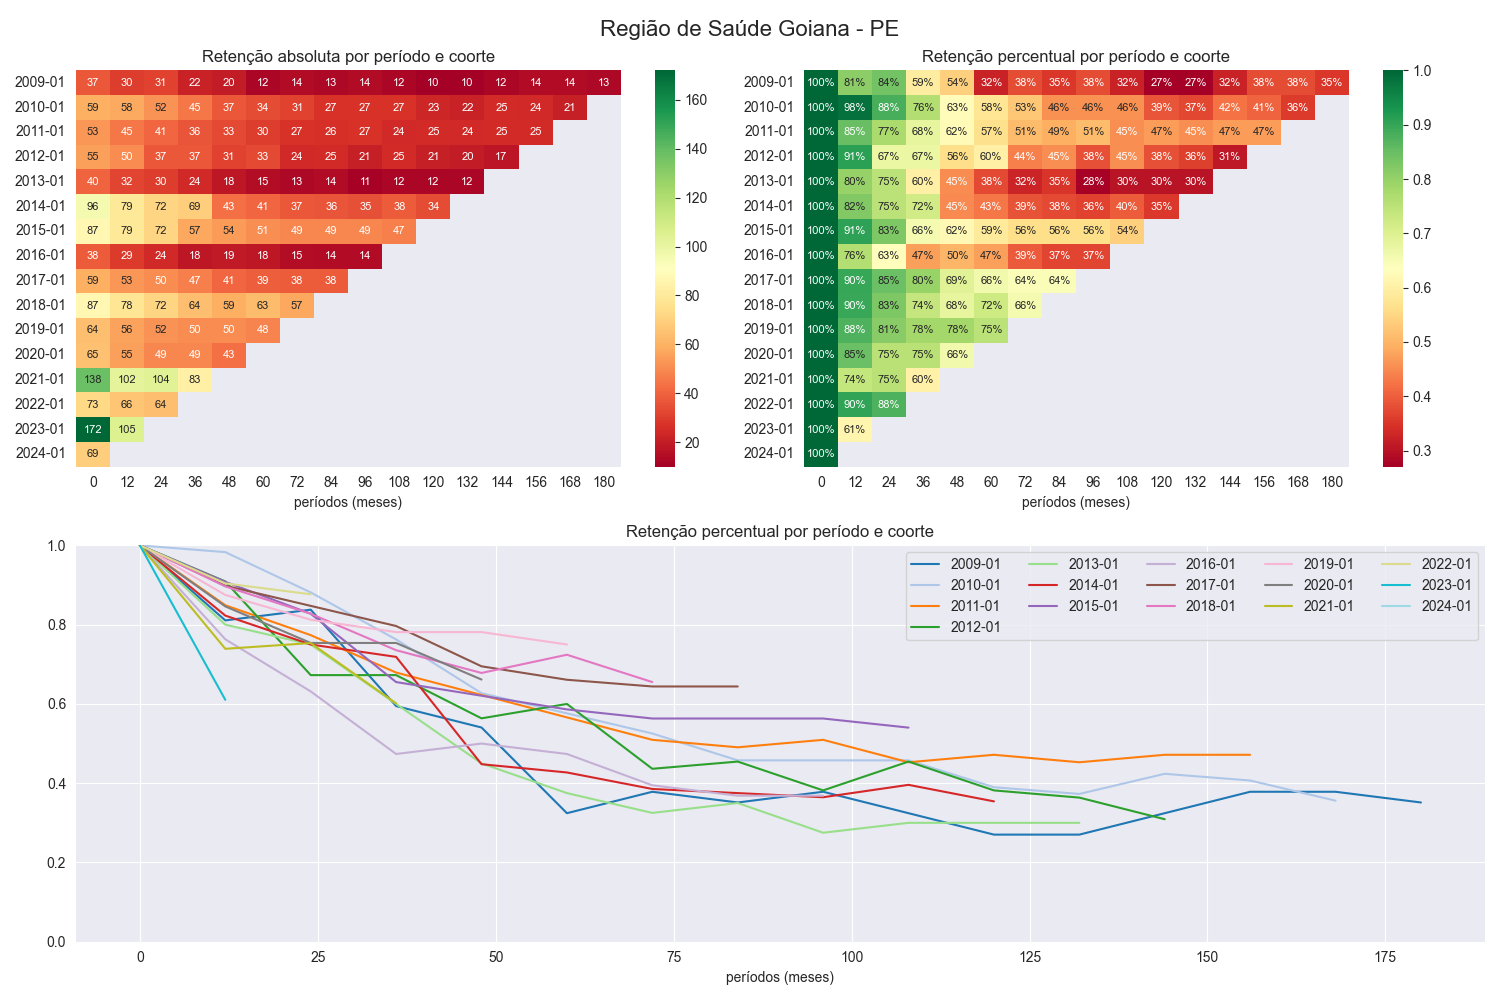 Região de Saúde Goiana - PE
Retenção absoluta por período e coorte
2009-01 37 30 31 22 20 12 14 13 14 12 10 10 12 14 14 13
2010-01 59 58 52 45 37 34 31 27 27 27 23 22 25 24 21
2011-01 53 45 41 36 33 30 27 26 27 24 25 24 25 25
2012-01 55 50 37 37 31 33 24 25 21 25 21 20 17
2013-01 40 32 30 24 18 15 13 14 11 12 12 12
2014-01 96 79 72 69 43 41 37 36 35 38 34
2015-01 87 79 72 57 54 51 49 49 49 47
2016-01 38 29 24 18 19 18 15 14 14
2017-01 59 53 50 47 41 39 38 38
2018-01 87 78 72 64 59 63 57
2019-01 64 56 52 50 50 48
2020-01 65 55 49 49 43
2021-01 138 102 104 83
2022-01 73 66 64
2023-01 172 105
2024-01 69
0 12 24 36 48 60 72 84 96 108 120 132 144 156 168 180
períodos (meses)
160
140
120
100
80
60
40
20
Retenção percentual por período e coorte
2009-01 100% 81% 84% 59% 54% 32% 38% 35% 38% 32% 27% 27% 32% 38% 38% 35%
2010-01 100% 98% 88% 76% 63% 58% 53% 46% 46% 46% 39% 37% 42% 41% 36%
2011-01 100% 85% 77% 68% 62% 57% 51% 49% 51% 45% 47% 45% 47% 47%
2012-01 100% 91% 67% 67% 56% 60% 44% 45% 38% 45% 38% 36% 31%
2013-01 100% 80% 75% 60% 45% 38% 32% 35% 28% 30% 30% 30%
2014-01 100% 82% 75% 72% 45% 43% 39% 38% 36% 40% 35%
2015-01 100% 91% 83% 66% 62% 59% 56% 56% 56% 54%
2016-01 100% 76% 63% 47% 50% 47% 39% 37% 37%
2017-01 100% 90% 85% 80% 69% 66% 64% 64%
2018-01 100% 90% 83% 74% 68% 72% 66%
2019-01 100% 88% 81% 78% 78% 75%
2020-01 100% 85% 75% 75% 66%
2021-01 100% 74% 75% 60%
2022-01 100% 90% 88%
2023-01 100% 61%
2024-01 100%
0 12 24 36 48 60 72 84 96 108 120 132 144 156 168 180
períodos (meses)
1.0
0.9
0.8
0.7
0.6
0.5
0.4
0.3
Retenção percentual por período e coorte
1.0
0.8
0.6
0.4
0.2
0.0
2009-01 2013-01 2016-01 2019-01 2022-01
2010-01 2014-01 2017-01 2020-01 2023-01
2011-01 2015-01 2018-01 2021-01 2024-01
2012-01
0 25 50 75 100 125 150 175
períodos (meses)